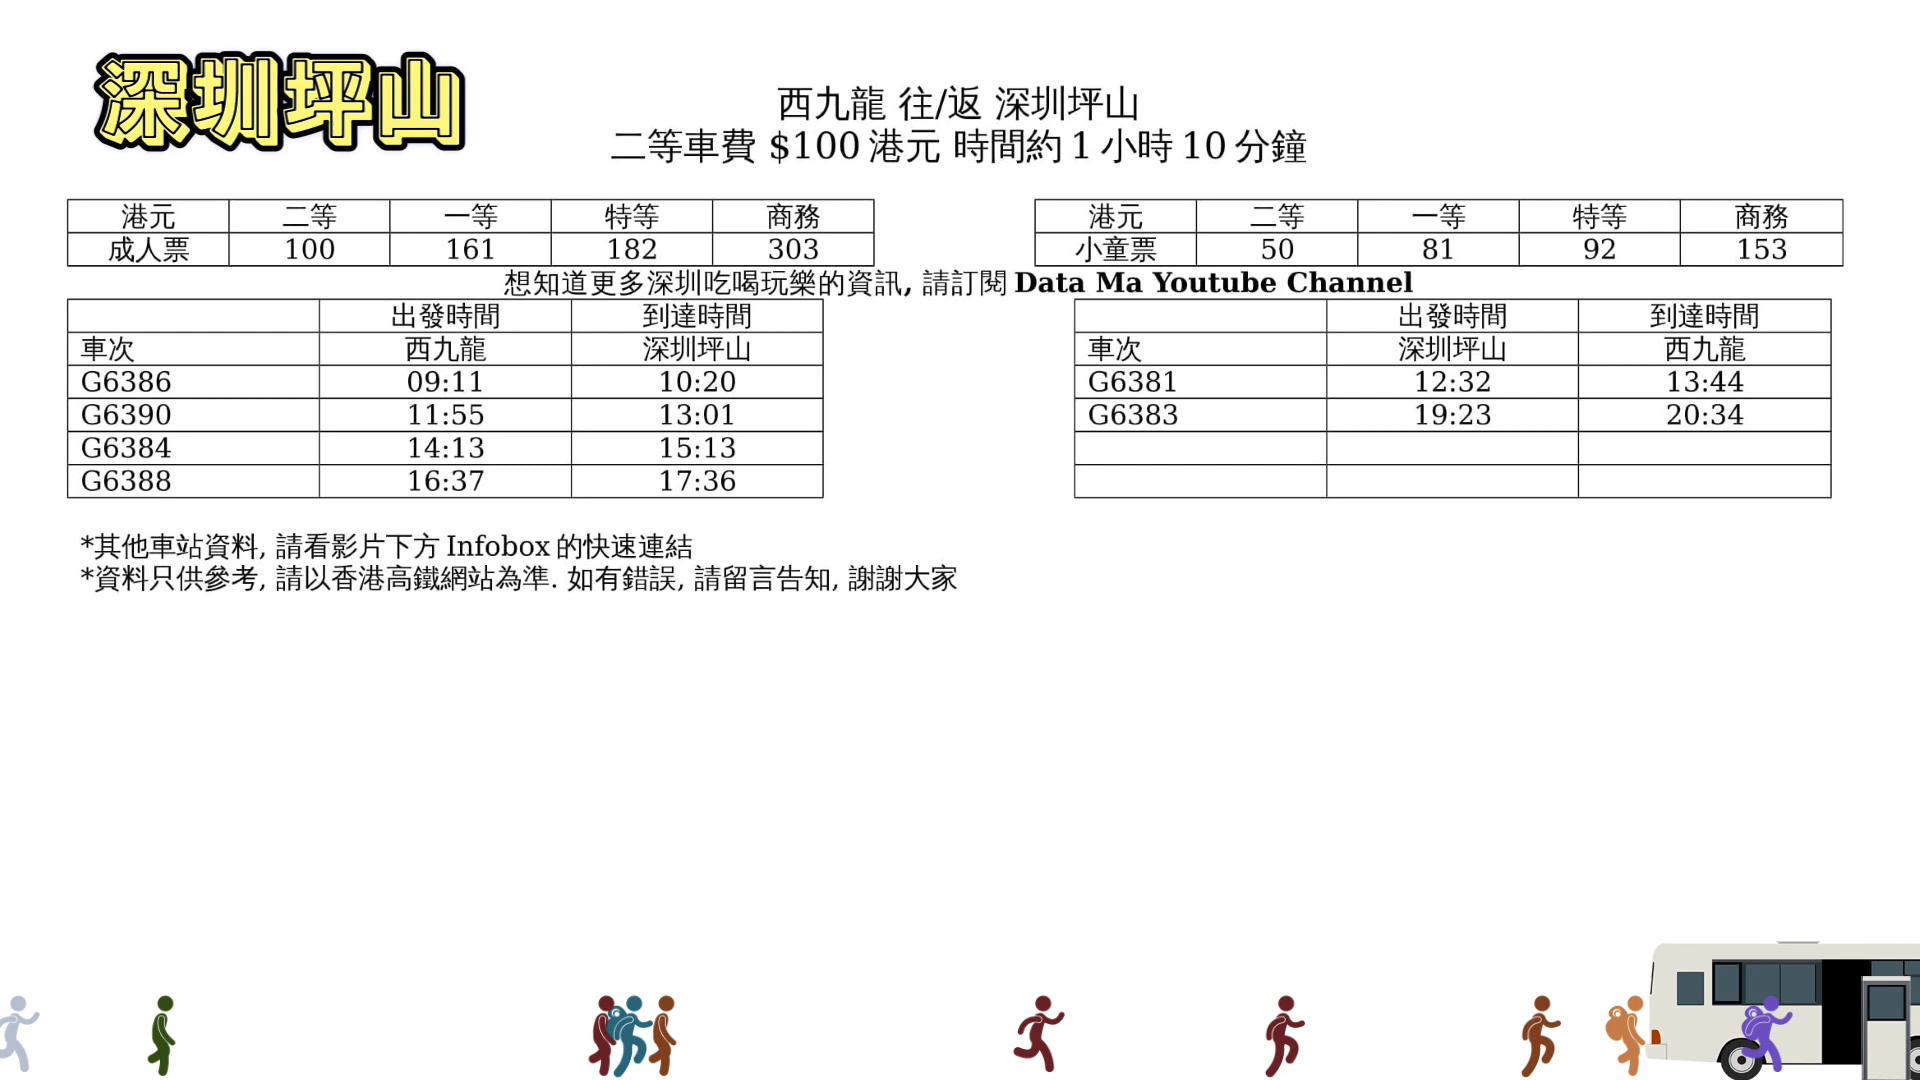 深圳坪山
西九龍 往/返 深圳坪山
二等車費 $100 港元 時間約 1 小時 10 分鐘
港元 二等 一等 特等 商務
成人票 100 161 182 303
港元 二等 一等 特等 商務
小童票 50 81 92 153
想知道更多深圳吃喝玩樂的資訊, 請訂閱 Data Ma Youtube Channel
出發時間 到達時間
車次 西九龍 深圳坪山
G6386 09:11 10:20
G6390 11:55 13:01
G6384 14:13 15:13
G6388 16:37 17:36
出發時間 到達時間
車次 深圳坪山 西九龍
G6381 12:32 13:44
G6383 19:23 20:34
*其他車站資料, 請看影片下方 Infobox 的快速連結
*資料只供參考, 請以香港高鐵網站為準. 如有錯誤, 請留言告知, 謝謝大家